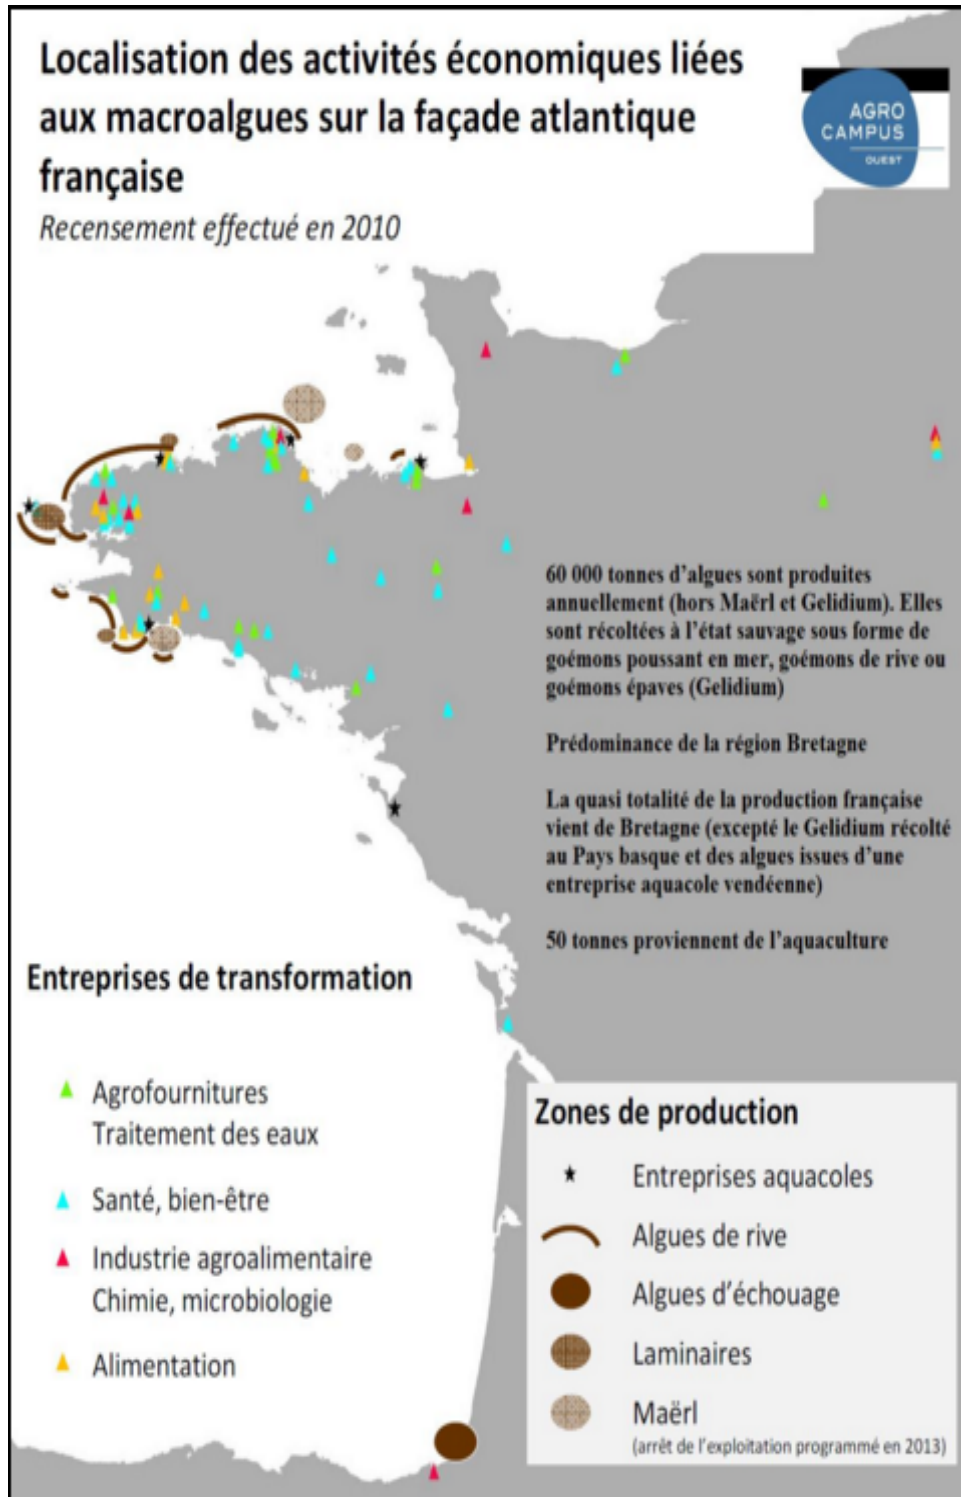 Localisation des activités économiques liées
aux macroalgues sur la façade atlantique
française
Recensement effectué en 2010
AGRO
CAMPUS
OUEST
60 000 tonnes d'algues sont produites
annuellement (hors Maërl et Gelidium). Elles
sont récoltées à l'état sauvage sous forme de
goémons poussant en mer, goémons de rive ou
goémons épaves (Gelidium)
Prédominance de la région Bretagne
La quasi totalité de la production française
vient de Bretagne (excepté le Gelidium récolté
au Pays basque et des algues issues d'une
entreprise aquacole vendéenne)
50 tonnes proviennent de l'aquaculture
Entreprises de transformation
Agrofournitures
Traitement des eaux
Santé, bien-être
Industrie agroalimentaire
Chimie, microbiologie
Alimentation
Zones de production
Entreprises aquacoles
Algues de rive
Algues d'échouage
Laminaires
Maërl
(arrêt de l'exploitation programmé en 2013)